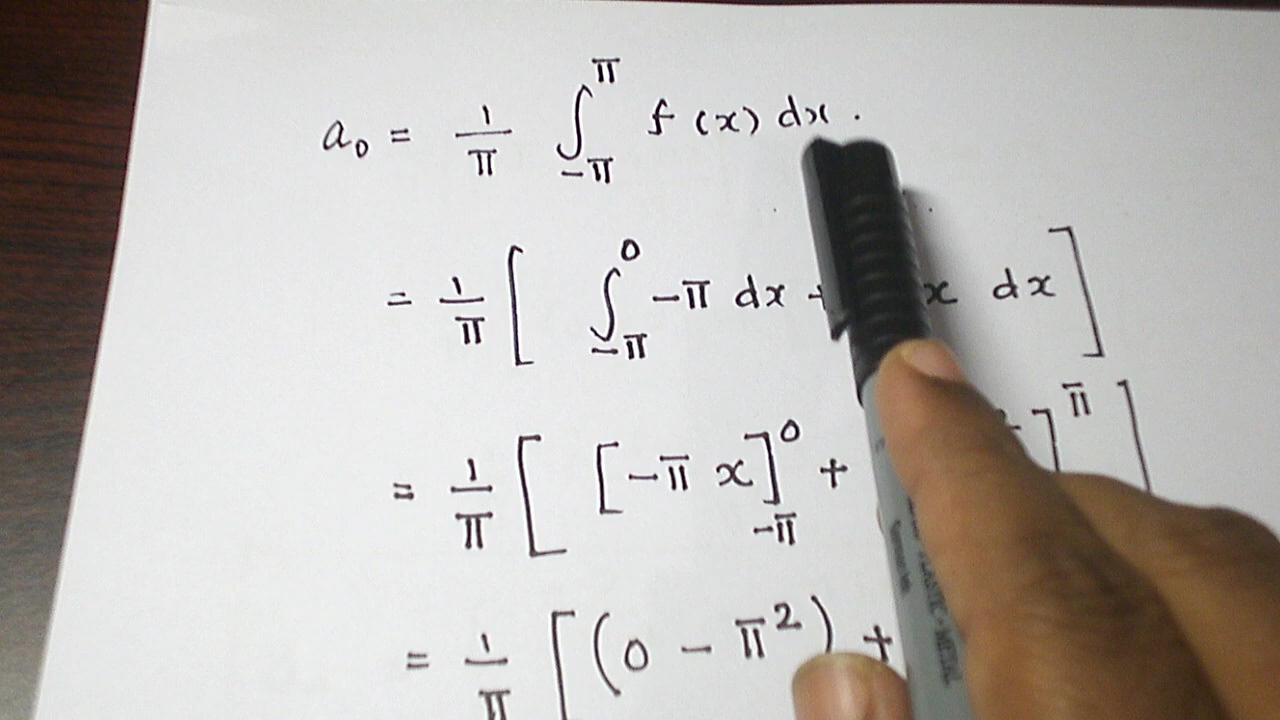 a₀ = 1/π ∫_{-π}^{π} f(x) dx.
= 1/π [ ∫_{-π}^{0} -π dx + x dx ]
= 1/π [ [-π x]_{-π}^{0} + ]^{π} ]
= 1/π [ (0 - π²) +